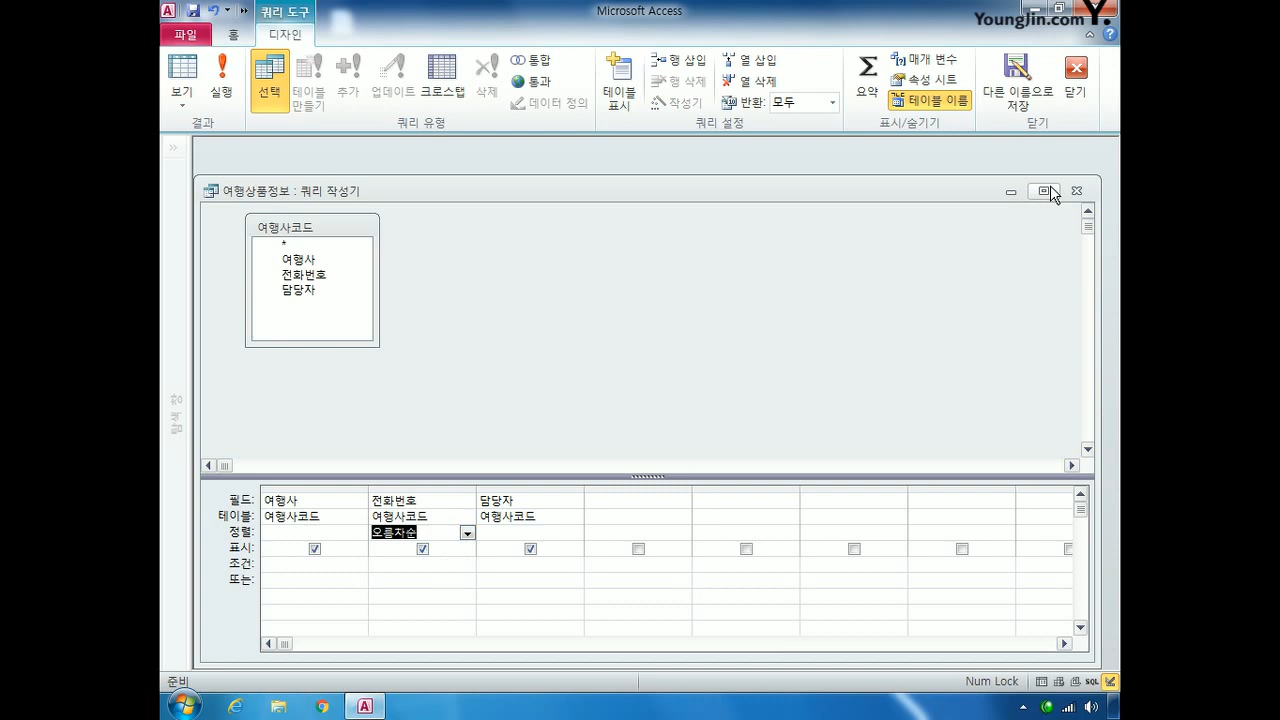 쿼리 도구
Microsoft Access
YoungJin.com Y.
파일
홈
디자인
보기
실행
선택
테이블 만들기
추가
업데이트
크로스탭
삭제
통합
통과
데이터 정의
테이블 표시
행 삽입
행 삭제
작성기
열 삽입
열 삭제
반환: 모두
요약
매개 변수
속성 시트
테이블 이름
다른 이름으로 저장
닫기
결과
쿼리 유형
쿼리 설정
표시/숨기기
닫기
여행상품정보 : 쿼리 작성기
여행사코드
*
여행사
전화번호
담당자
탐색 창
필드: 여행사 전화번호 담당자
테이블: 여행사코드 여행사코드 여행사코드
정렬: 오름차순
표시:
조건:
또는:
준비
Num Lock
SQL